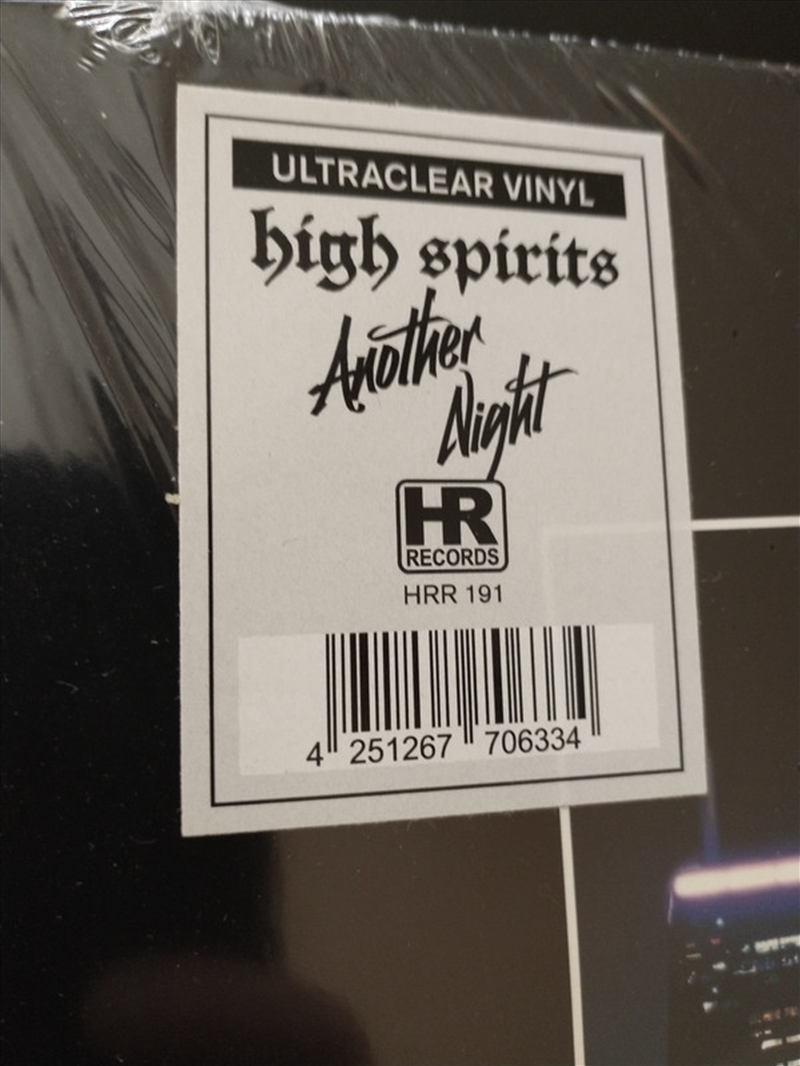 ULTRACLEAR VINYL
high spirits
Another
Night
HR
RECORDS
HRR 191
4 251267 706334